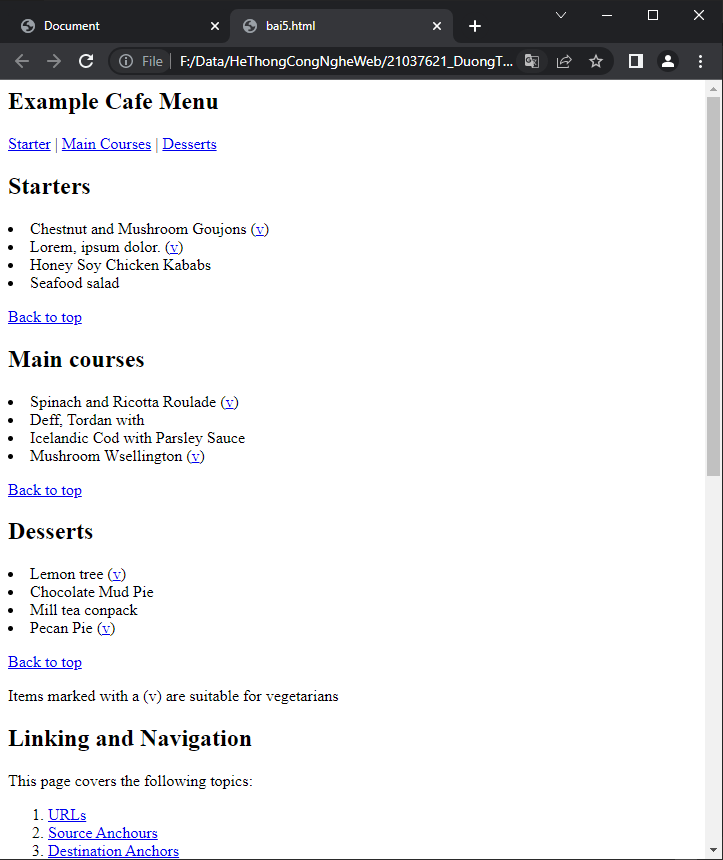 Document
bai5.html
File | F:/Data/HeThongCongNgheWeb/21037621_DuongT...
Example Cafe Menu
Starter | Main Courses | Desserts
Starters
• Chestnut and Mushroom Goujons (v)
• Lorem, ipsum dolor. (v)
• Honey Soy Chicken Kababs
• Seafood salad
Back to top
Main courses
• Spinach and Ricotta Roulade (v)
• Deff, Tordan with
• Icelandic Cod with Parsley Sauce
• Mushroom Wsellington (v)
Back to top
Desserts
• Lemon tree (v)
• Chocolate Mud Pie
• Mill tea conpack
• Pecan Pie (v)
Back to top
Items marked with a (v) are suitable for vegetarians
Linking and Navigation
This page covers the following topics:
1. URLs
2. Source Anchours
3. Destination Anchors